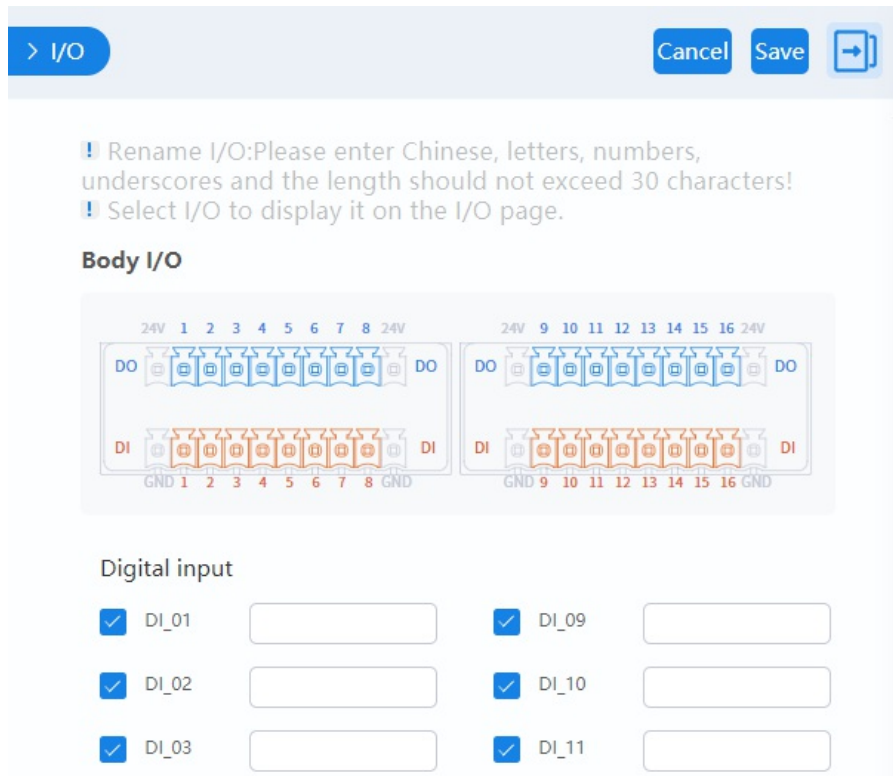 > I/O
Cancel Save
! Rename I/O:Please enter Chinese, letters, numbers,
underscores and the length should not exceed 30 characters!
! Select I/O to display it on the I/O page.
Body I/O
24V 1 2 3 4 5 6 7 8 24V 24V 9 10 11 12 13 14 15 16 24V
DO DO DO DO
DI DI DI DI
GND 1 2 3 4 5 6 7 8 GND GND 9 10 11 12 13 14 15 16 GND
Digital input
DI_01 DI_09
DI_02 DI_10
DI_03 DI_11